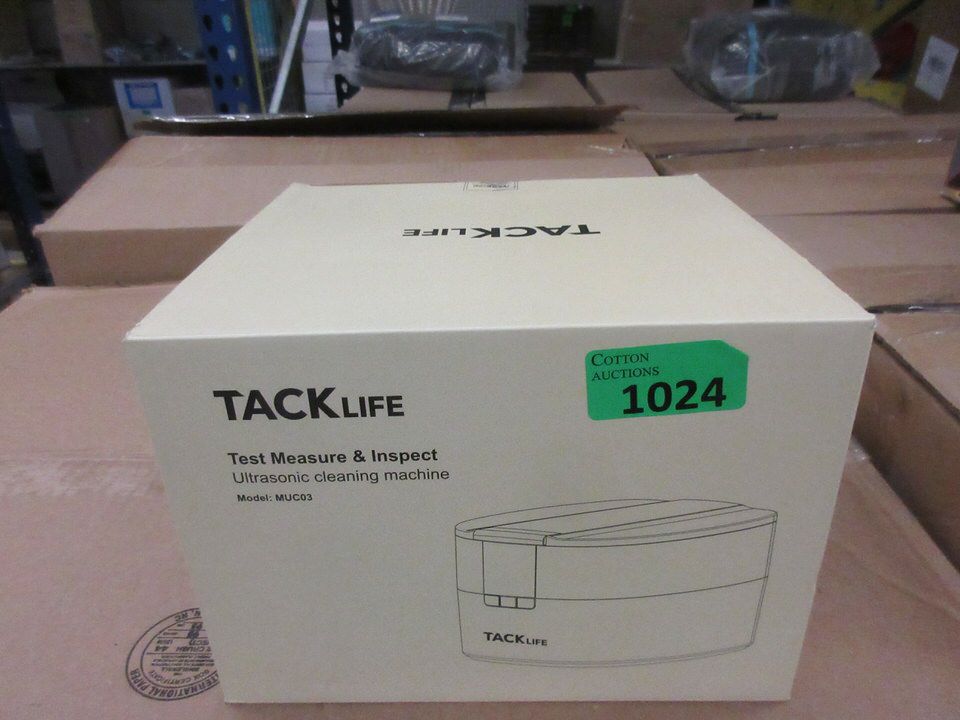 TACKLIFE
TACKLIFE
COTTON
AUCTIONS
1024
Test Measure & Inspect
Ultrasonic cleaning machine
Model: MUC03
TACKLIFE